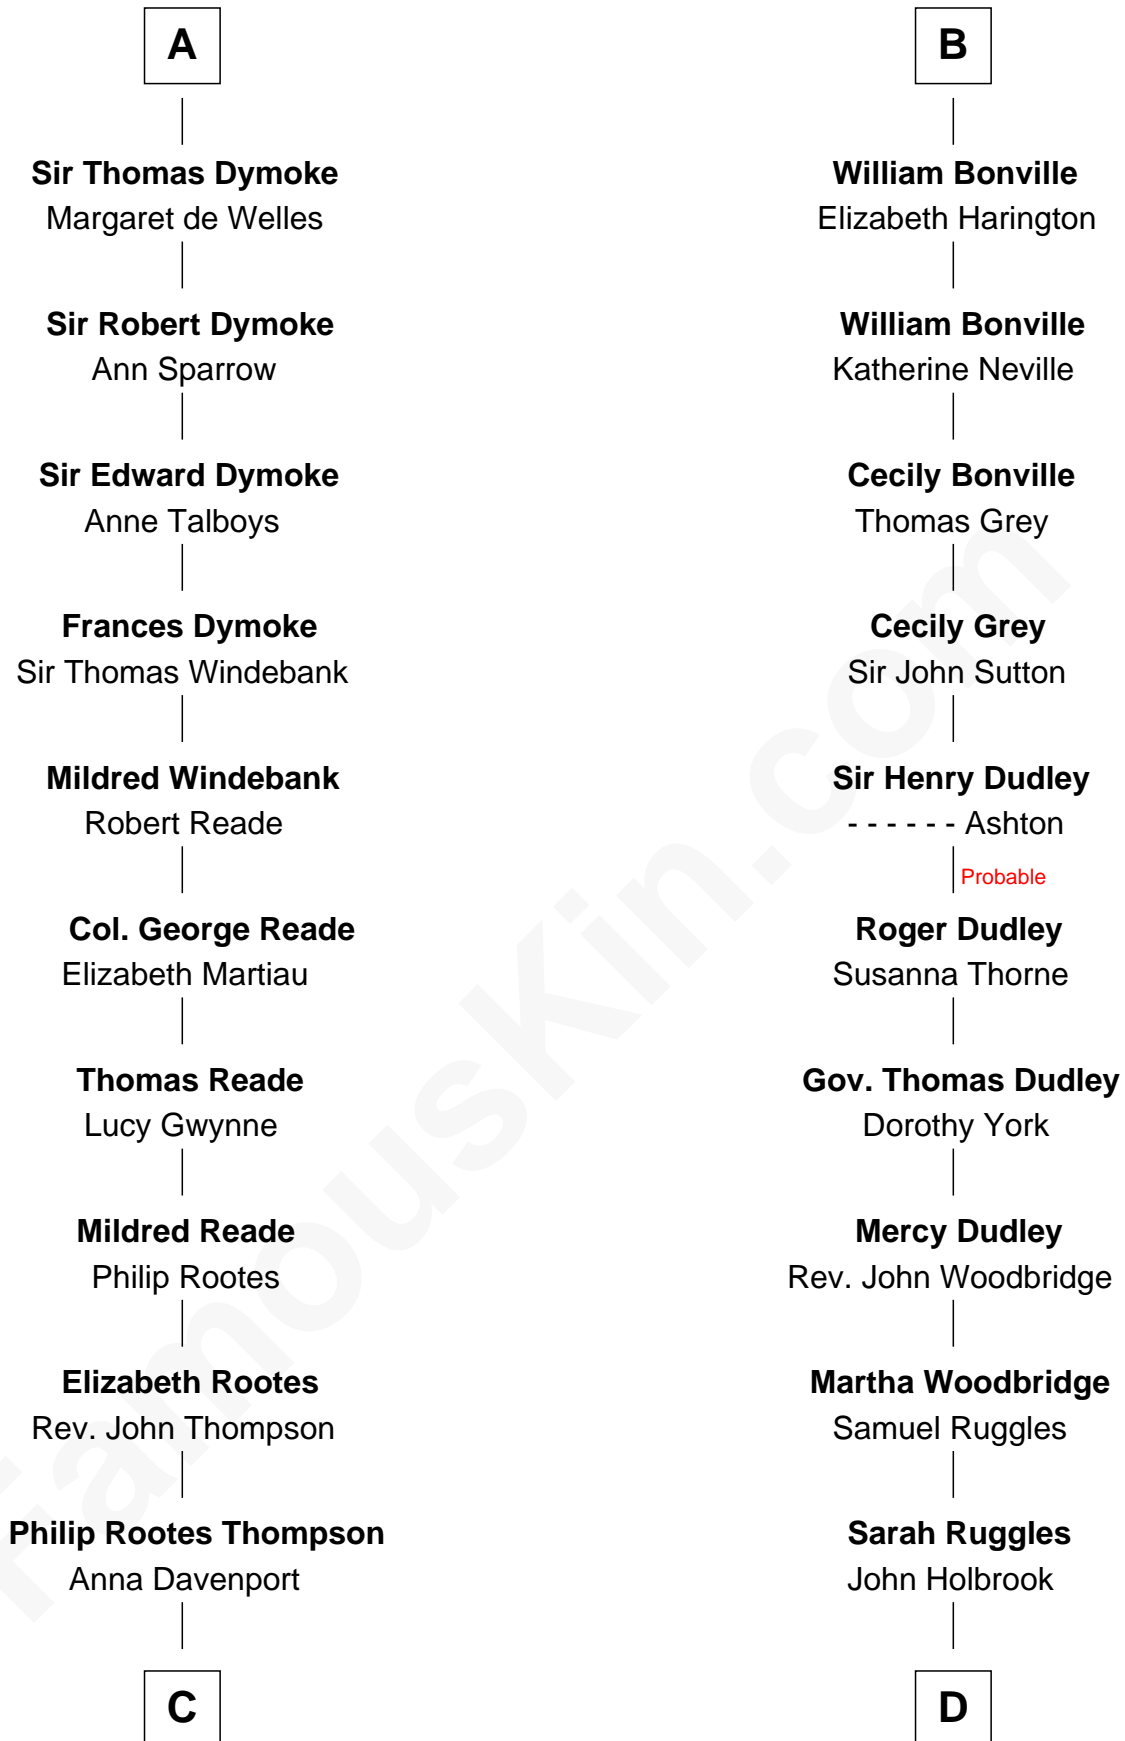 A
Sir Thomas Dymoke
Margaret de Welles
Sir Robert Dymoke
Ann Sparrow
Sir Edward Dymoke
Anne Talboys
Frances Dymoke
Sir Thomas Windebank
Mildred Windebank
Robert Reade
Col. George Reade
Elizabeth Martiau
Thomas Reade
Lucy Gwynne
Mildred Reade
Philip Rootes
Elizabeth Rootes
Rev. John Thompson
Philip Rootes Thompson
Anna Davenport
C
B
William Bonville
Elizabeth Harington
William Bonville
Katherine Neville
Cecily Bonville
Thomas Grey
Cecily Grey
Sir John Sutton
Sir Henry Dudley
- - - - - - Ashton
Probable
Roger Dudley
Susanna Thorne
Gov. Thomas Dudley
Dorothy York
Mercy Dudley
Rev. John Woodbridge
Martha Woodbridge
Samuel Ruggles
Sarah Ruggles
John Holbrook
D
FamousKin.com